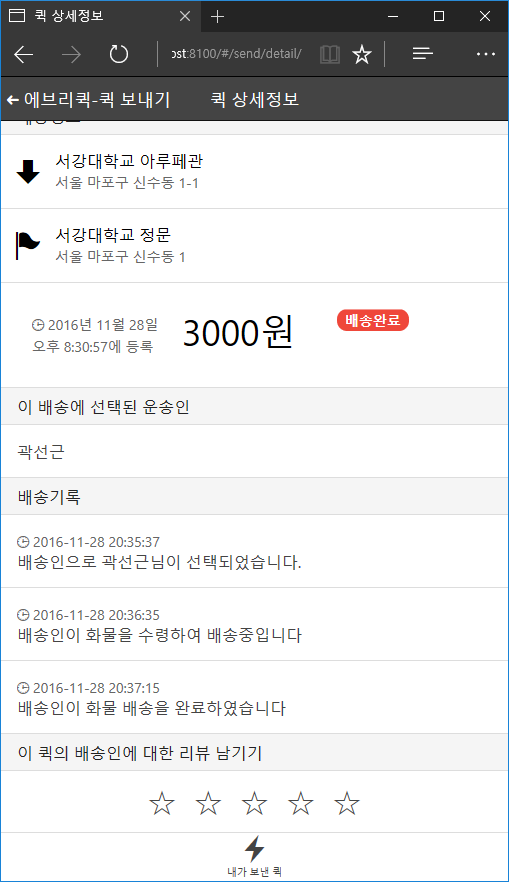 퀵 상세정보
ost:8100/#/send/detail/
에브리퀵-퀵 보내기 퀵 상세정보
서강대학교 아루페관
서울 마포구 신수동 1-1
서강대학교 정문
서울 마포구 신수동 1
2016년 11월 28일
오후 8:30:57에 등록
3000원
배송완료
이 배송에 선택된 운송인
곽선근
배송기록
2016-11-28 20:35:37
배송인으로 곽선근님이 선택되었습니다.
2016-11-28 20:36:35
배송인이 화물을 수령하여 배송중입니다
2016-11-28 20:37:15
배송인이 화물 배송을 완료하였습니다
이 퀵의 배송인에 대한 리뷰 남기기
내가 보낸 퀵